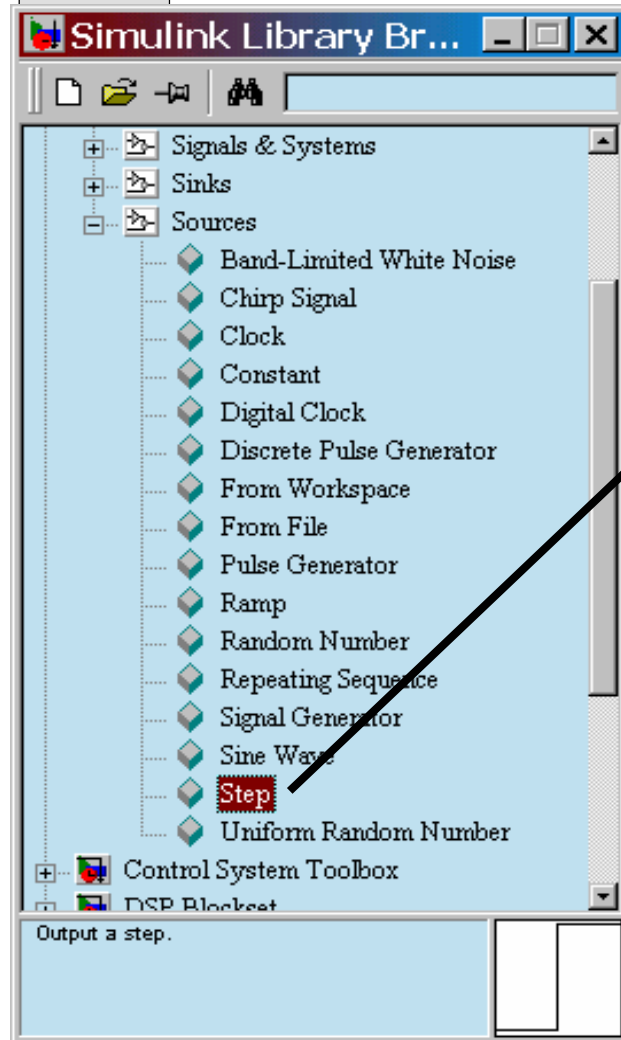 Simulink Library Br...
Signals & Systems
Sinks
Sources
Band-Limited White Noise
Chirp Signal
Clock
Constant
Digital Clock
Discrete Pulse Generator
From Workspace
From File
Pulse Generator
Ramp
Random Number
Repeating Sequence
Signal Generator
Sine Wave
Step
Uniform Random Number
Control System Toolbox
DSP Blockset
Output a step.